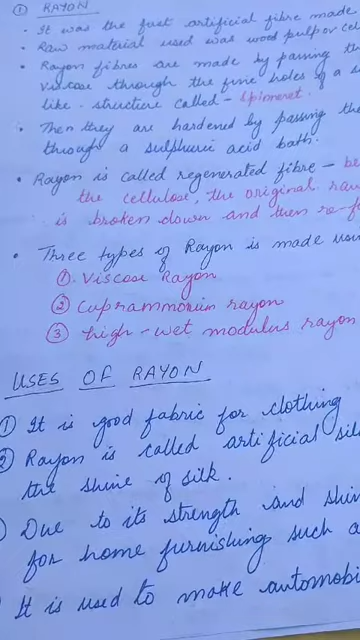 ① RAYON
• It was the fust artificial fibre made
• Raw material used was wood pulp or cel
• Rayon fibres are made by passing th
viscose through the fine holes of a s
like structure called - Spinneret.
• Then they are hardened by passing the
through a sulphuric acid bath.
• Rayon is called regenerated fibre - be
the cellulose, the original raw
is broken down and then re-fo
• Three types of Rayon is made
① Viscose Rayon
② Cuprammonium rayon
③ high-wet modulus rayon
USES OF RAYON
① It is good fabric for clothing
② Rayon is called artificial sil
the shine of silk.
Due to its strength and shin
for home furnishing such a
It is used to make automobi